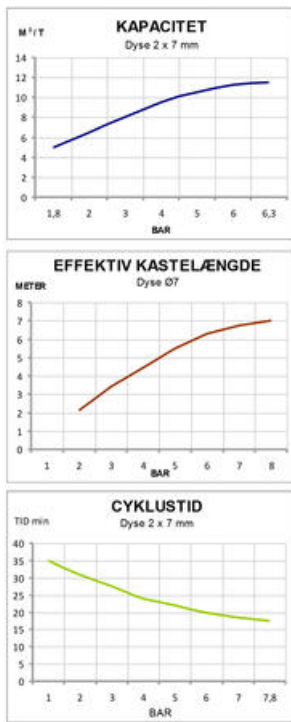 KAPACITET
M³/T
Dyse 2 x 7 mm
14
12
10
8
6
4
2
0
1,8 2 3 4 5 6 6,3
BAR
EFFEKTIV KASTELÆNGDE
METER
Dyse Ø7
8
7
6
5
4
3
2
1
0
1 2 3 4 5 6 7 8
BAR
CYKLUSTID
TID min
Dyse 2 x 7 mm
40
35
30
25
20
15
10
5
0
1 2 3 4 5 6 7 7,8
BAR